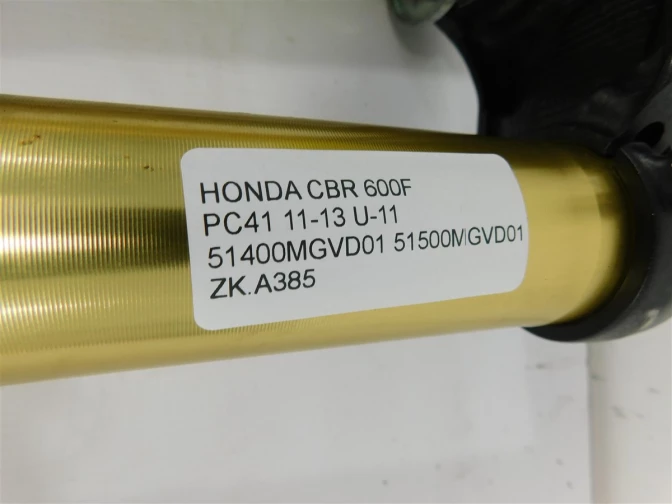 HONDA CBR 600F
PC41 11-13 U-11
51400MGVD01 51500MGVD01
ZK.A385